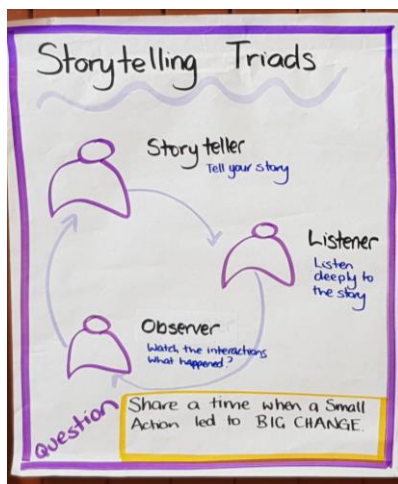 Storytelling Triads
Story teller
Tell your story
Listener
Listen
deeply to
the story
Observer
Watch the interactions
What happened?
Question
Share a time when a Small
Action led to BIG CHANGE.